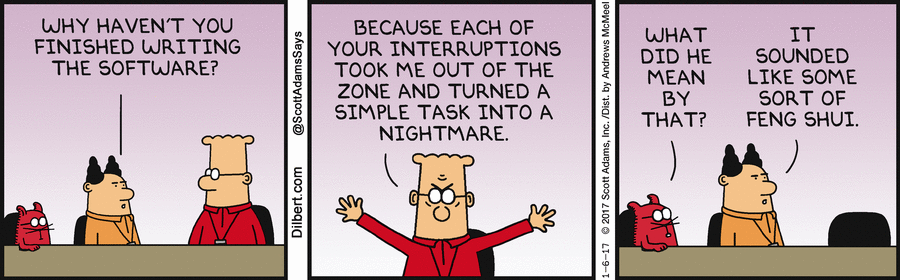 WHY HAVEN'T YOU
FINISHED WRITING
THE SOFTWARE?
Dilbert.com @ScottAdamsSays
BECAUSE EACH OF
YOUR INTERRUPTIONS
TOOK ME OUT OF THE
ZONE AND TURNED A
SIMPLE TASK INTO A
NIGHTMARE.
1-6-17 © 2017 Scott Adams, Inc. /Dist. by Andrews McMeel
WHAT
DID HE
MEAN
BY
THAT?
IT
SOUNDED
LIKE SOME
SORT OF
FENG SHUI.